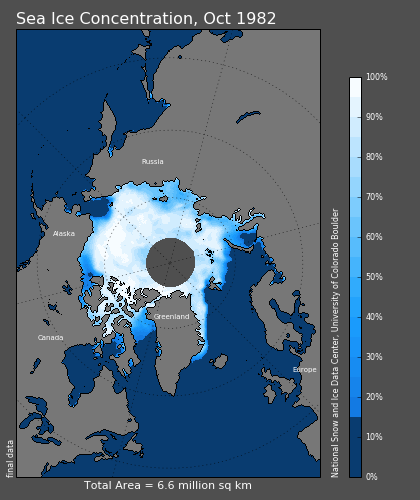 Sea Ice Concentration, Oct 1982
Russia
Alaska
Canada
Greenland
Europe
100%
90%
80%
70%
60%
50%
40%
30%
20%
10%
0%
National Snow and Ice Data Center, University of Colorado Boulder
final data
Total Area = 6.6 million sq km